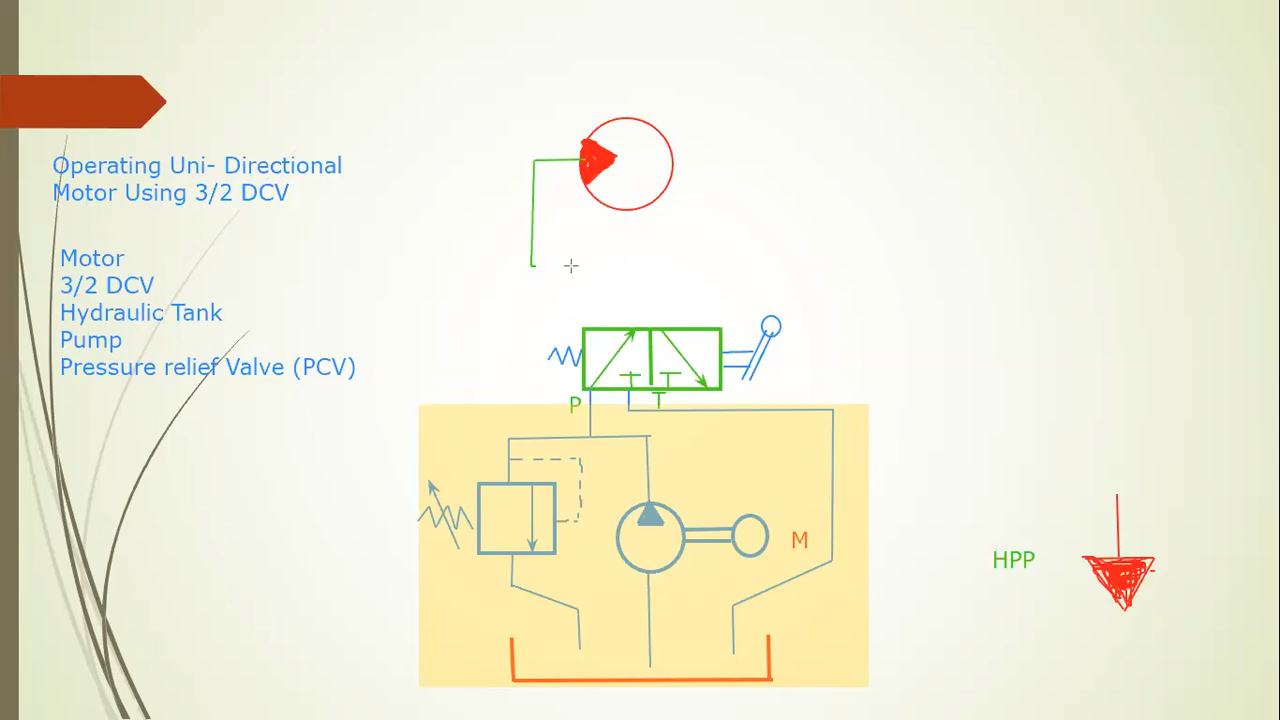 Operating Uni- Directional
Motor Using 3/2 DCV
Motor
3/2 DCV
Hydraulic Tank
Pump
Pressure relief Valve (PCV)
P
T
M
HPP